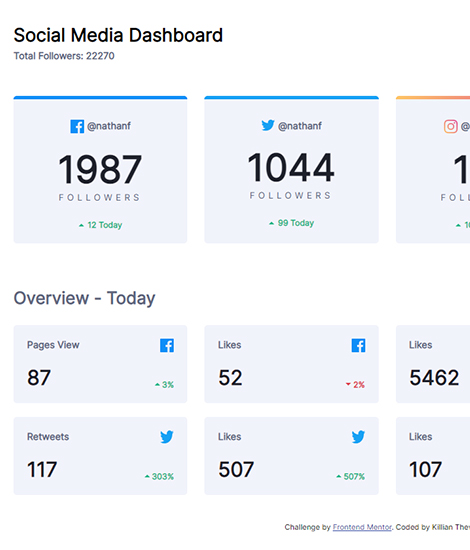 Social Media Dashboard
Total Followers: 22270
@nathanf
1987
FOLLOWERS
12 Today
@nathanf
1044
FOLLOWERS
99 Today
@
1
FOLL
1
Overview - Today
Pages View
87
3%
Likes
52
2%
Likes
5462
Retweets
117
303%
Likes
507
507%
Likes
107
Challenge by Frontend Mentor. Coded by Killian The